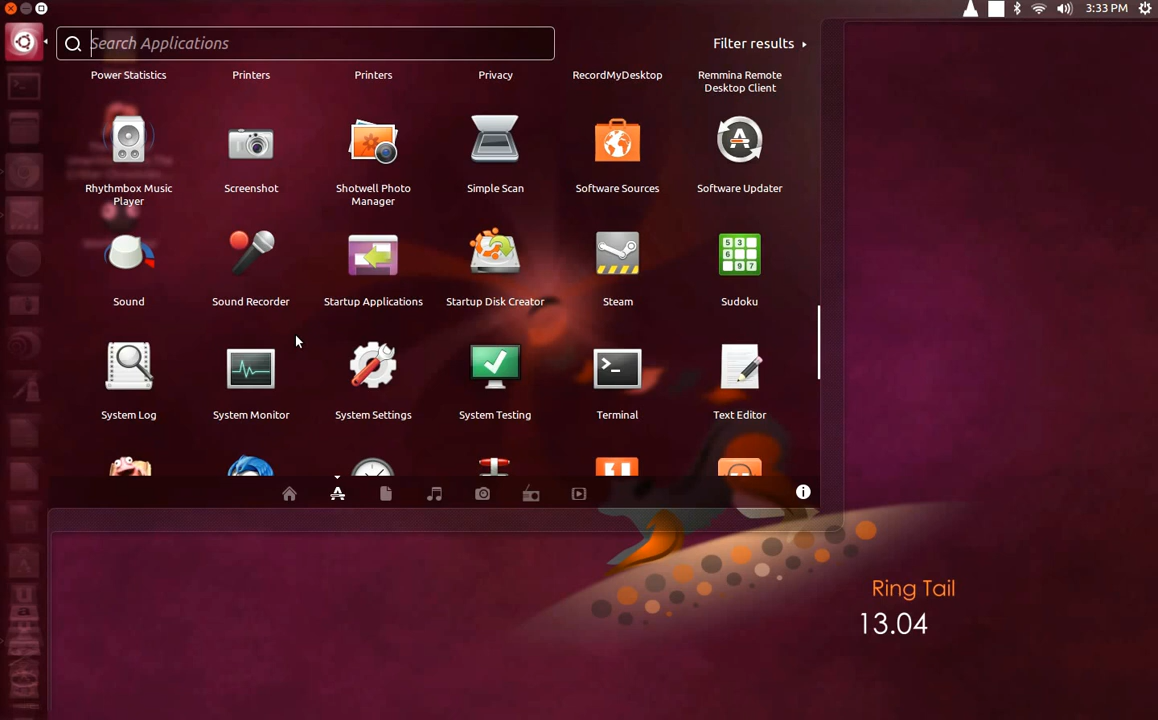 3:33 PM
Search Applications
Filter results
Power Statistics
Printers
Printers
Privacy
RecordMyDesktop
Remmina Remote
Desktop Client
Rhythmbox Music
Player
Screenshot
Shotwell Photo
Manager
Simple Scan
Software Sources
Software Updater
Sound
Sound Recorder
Startup Applications
Startup Disk Creator
Steam
Sudoku
System Log
System Monitor
System Settings
System Testing
Terminal
Text Editor
Ring Tail
13.04